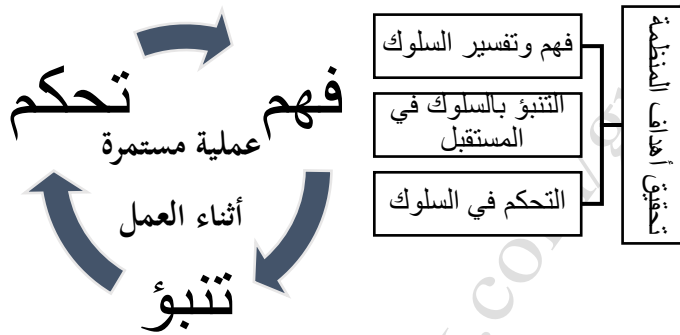 تحقيق أهداف المنظمة
فهم وتفسير السلوك
التنبؤ بالسلوك في
المستقبل
التحكم في السلوك
فهم
تنبؤ
تحكم
عملية مستمرة
أثناء العمل